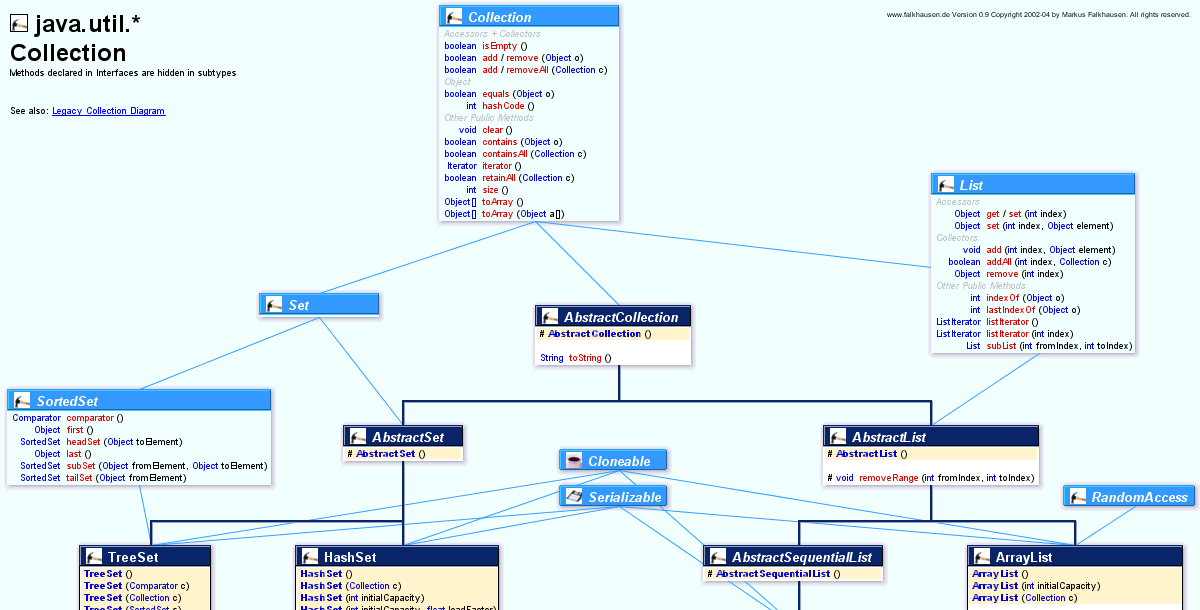 java.util.*
Collection
Methods declared in Interfaces are hidden in subtypes
See also: Legacy Collection Diagram
www.falkhausen.de Version 0.9 Copyright 2002-04 by Markus Falkhausen. All rights reserved.
Collection
Accessors + Collectors
boolean isEmpty ()
boolean add / remove (Object o)
boolean add / removeAll (Collection c)
Object
boolean equals (Object o)
int hashCode ()
Other Public Methods
void clear ()
boolean contains (Object o)
boolean containsAll (Collection c)
Iterator iterator ()
boolean retainAll (Collection c)
int size ()
Object[] toArray ()
Object[] toArray (Object a[])
List
Accessors
Object get / set (int index)
Object set (int index, Object element)
Collectors
void add (int index, Object element)
boolean addAll (int index, Collection c)
Object remove (int index)
Other Public Methods
int indexOf (Object o)
int lastIndexOf (Object o)
ListIterator listIterator ()
ListIterator listIterator (int index)
List subList (int fromIndex, int toIndex)
Set
AbstractCollection
# AbstractCollection ()
String toString ()
SortedSet
Comparator comparator ()
Object first ()
SortedSet headSet (Object toElement)
Object last ()
SortedSet subSet (Object fromElement, Object toElement)
SortedSet tailSet (Object fromElement)
AbstractSet
# AbstractSet ()
Cloneable
Serializable
AbstractList
# AbstractList ()
# void removeRange (int fromIndex, int toIndex)
RandomAccess
TreeSet
TreeSet ()
TreeSet (Comparator c)
TreeSet (Collection c)
TreeSet (SortedSet s)
HashSet
HashSet ()
HashSet (Collection c)
HashSet (int initialCapacity)
HashSet (int initialCapacity, float loadFactor)
AbstractSequentialList
# AbstractSequentialList ()
ArrayList
ArrayList ()
ArrayList (int initialCapacity)
ArrayList (Collection c)